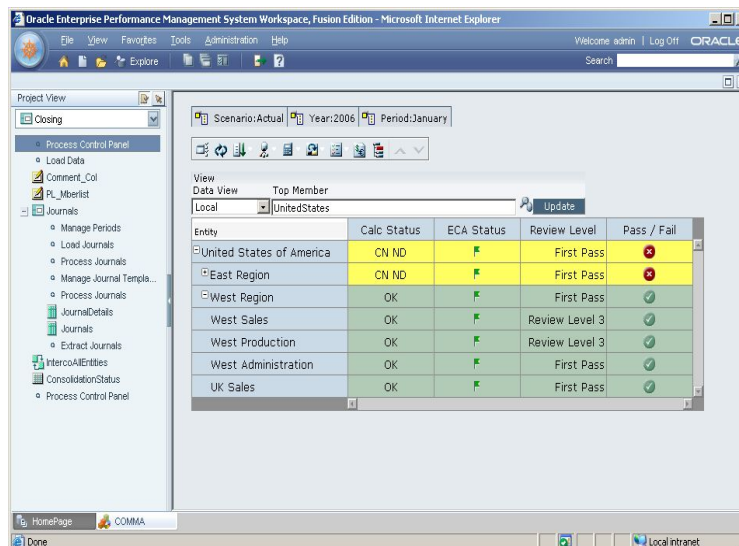 Oracle Enterprise Performance Management System Workspace, Fusion Edition - Microsoft Internet Explorer
File View Favorites Tools Administration Help
Welcome admin | Log Off ORACLE
Explore
Search
Project View
Closing
Process Control Panel
Load Data
Comment_Col
PL_Mberlist
Journals
Manage Periods
Load Journals
Process Journals
Manage Journal Templa...
Process Journals
JournalDetails
Journals
Extract Journals
IntercoAllEntities
ConsolidationStatus
Process Control Panel
Scenario:Actual Year:2006 Period:January
View
Data View Top Member
Local UnitedStates Update
Entity Calc Status ECA Status Review Level Pass / Fail
United States of America CN ND First Pass
East Region CN ND First Pass
West Region OK First Pass
West Sales OK Review Level 3
West Production OK Review Level 3
West Administration OK First Pass
UK Sales OK First Pass
HomePage COMMA
Done Local intranet